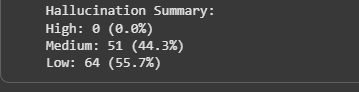 Hallucination Summary:
High: 0 (0.0%)
Medium: 51 (44.3%)
Low: 64 (55.7%)